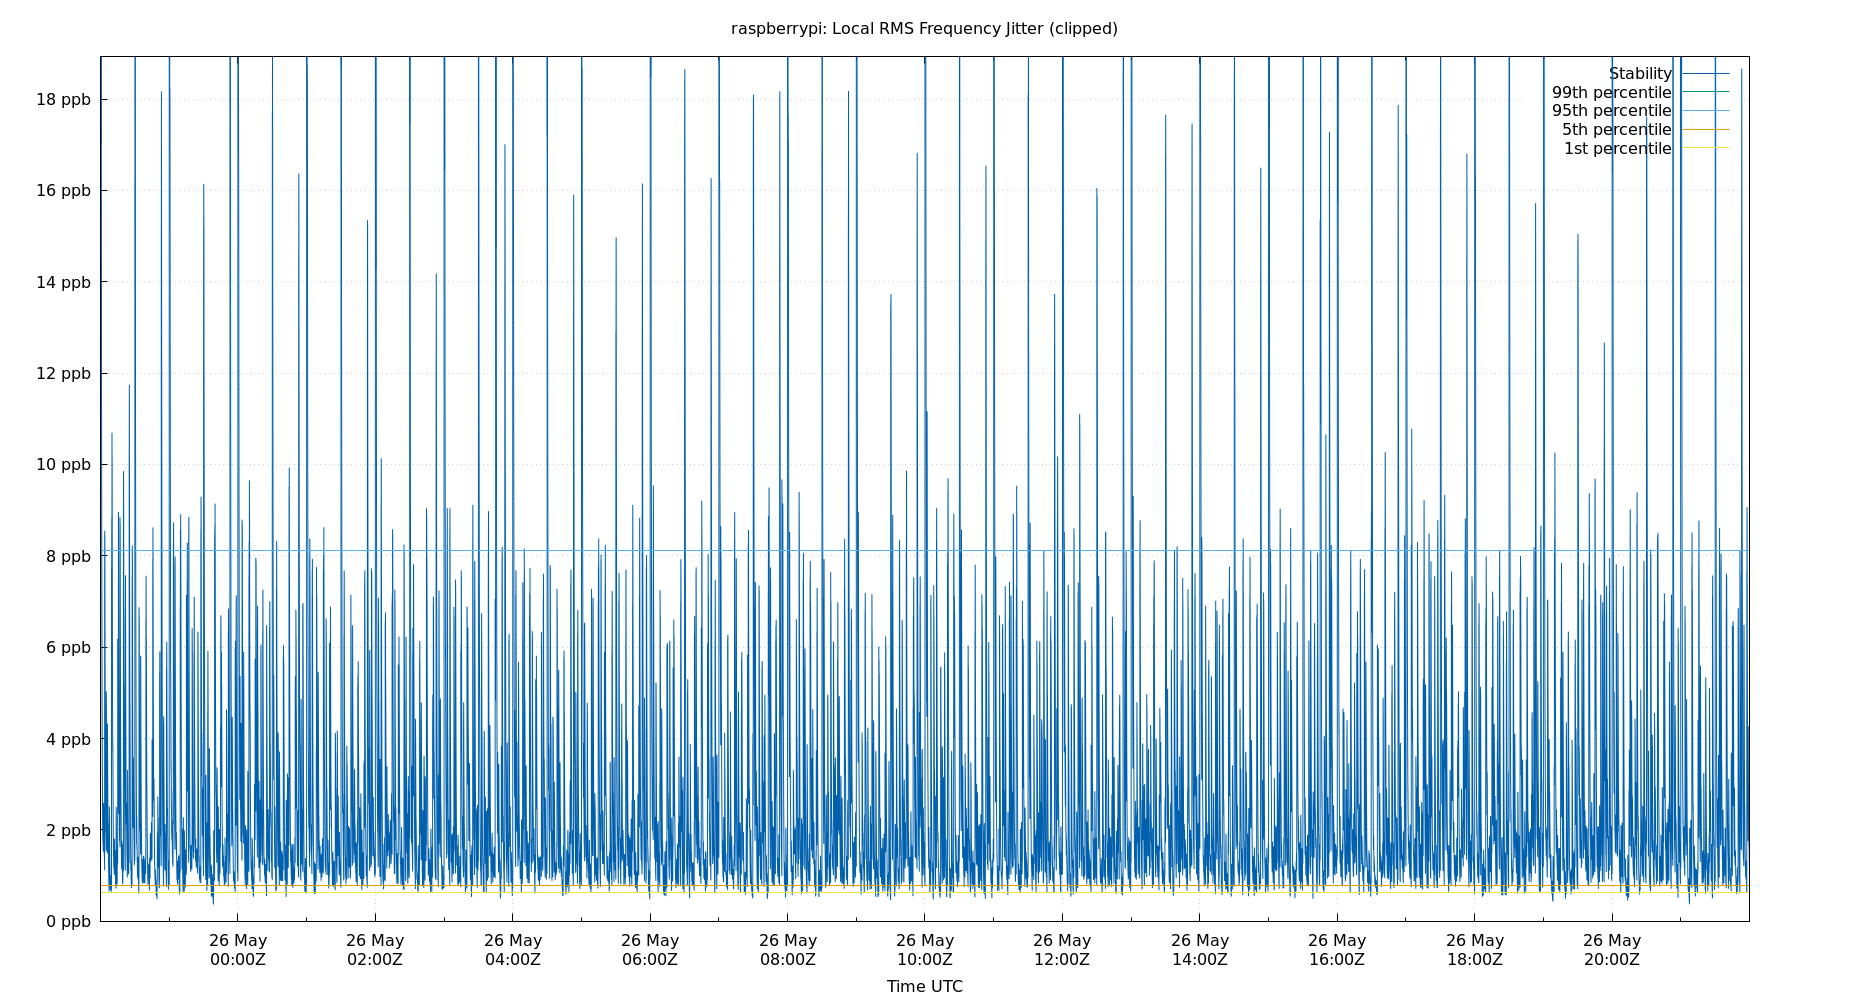 raspberrypi: Local RMS Frequency Jitter (clipped)
Stability
99th percentile
95th percentile
5th percentile
1st percentile
18 ppb
16 ppb
14 ppb
12 ppb
10 ppb
8 ppb
6 ppb
4 ppb
2 ppb
0 ppb
26 May 26 May 26 May 26 May 26 May 26 May 26 May 26 May 26 May 26 May 26 May
00:00Z 02:00Z 04:00Z 06:00Z 08:00Z 10:00Z 12:00Z 14:00Z 16:00Z 18:00Z 20:00Z
Time UTC